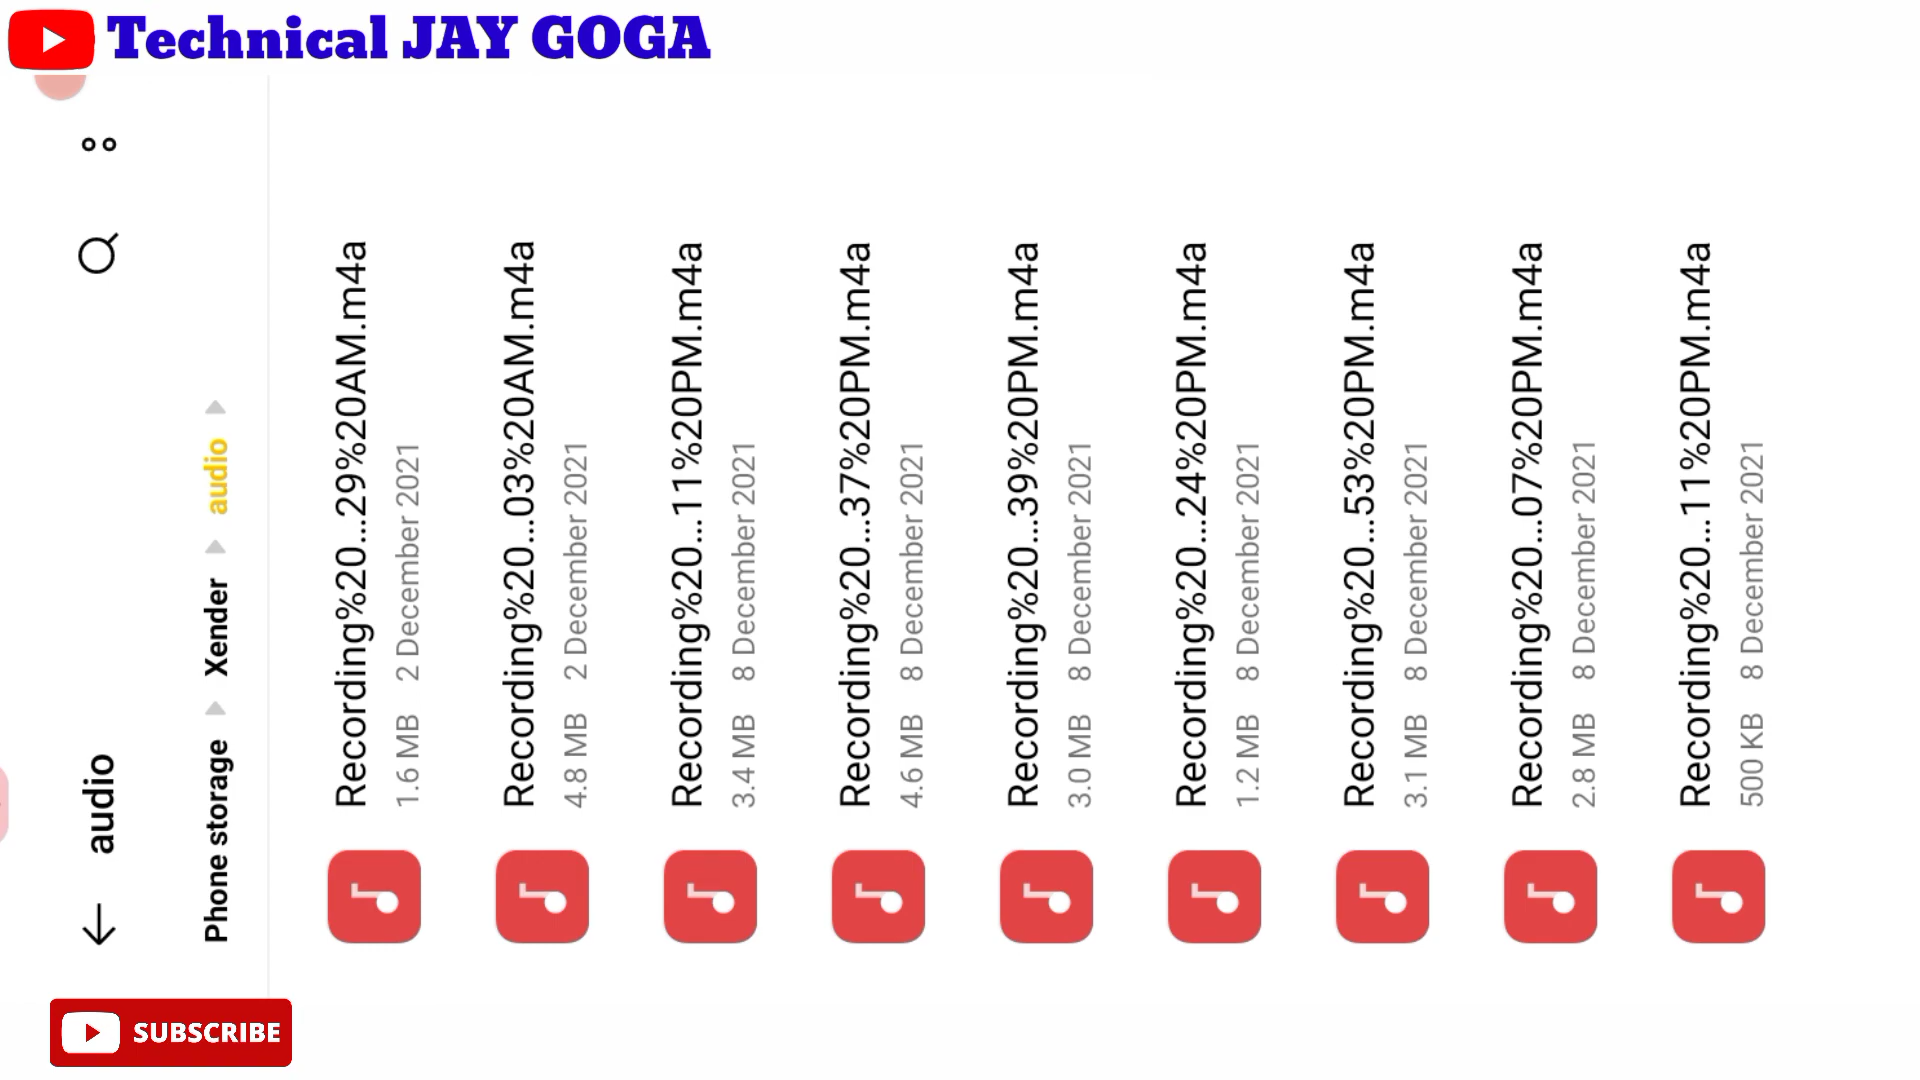 Technical JAY GOGA
audio
Phone storage Xender audio
Recording%20...29%20AM.m4a
1.6 MB 2 December 2021
Recording%20...03%20AM.m4a
4.8 MB 2 December 2021
Recording%20...11%20PM.m4a
3.4 MB 8 December 2021
Recording%20...37%20PM.m4a
4.6 MB 8 December 2021
Recording%20...39%20PM.m4a
3.0 MB 8 December 2021
Recording%20...24%20PM.m4a
1.2 MB 8 December 2021
Recording%20...53%20PM.m4a
3.1 MB 8 December 2021
Recording%20...07%20PM.m4a
2.8 MB 8 December 2021
Recording%20...11%20PM.m4a
500 KB 8 December 2021
SUBSCRIBE